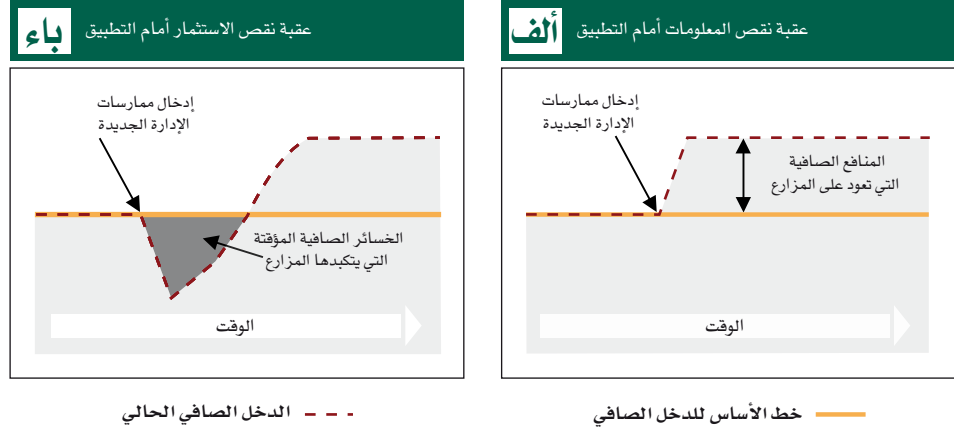 ألف
عقبة نقص المعلومات أمام التطبيق
إدخال ممارسات
الإدارة الجديدة
المنافع الصافية
التي تعود على المزارع
الوقت
باء
عقبة نقص الاستثمار أمام التطبيق
إدخال ممارسات
الإدارة الجديدة
الخسائر الصافية المؤقتة
التي يتكبدها المزارع
الوقت
خط الأساس للدخل الصافي
الدخل الصافي الحالي